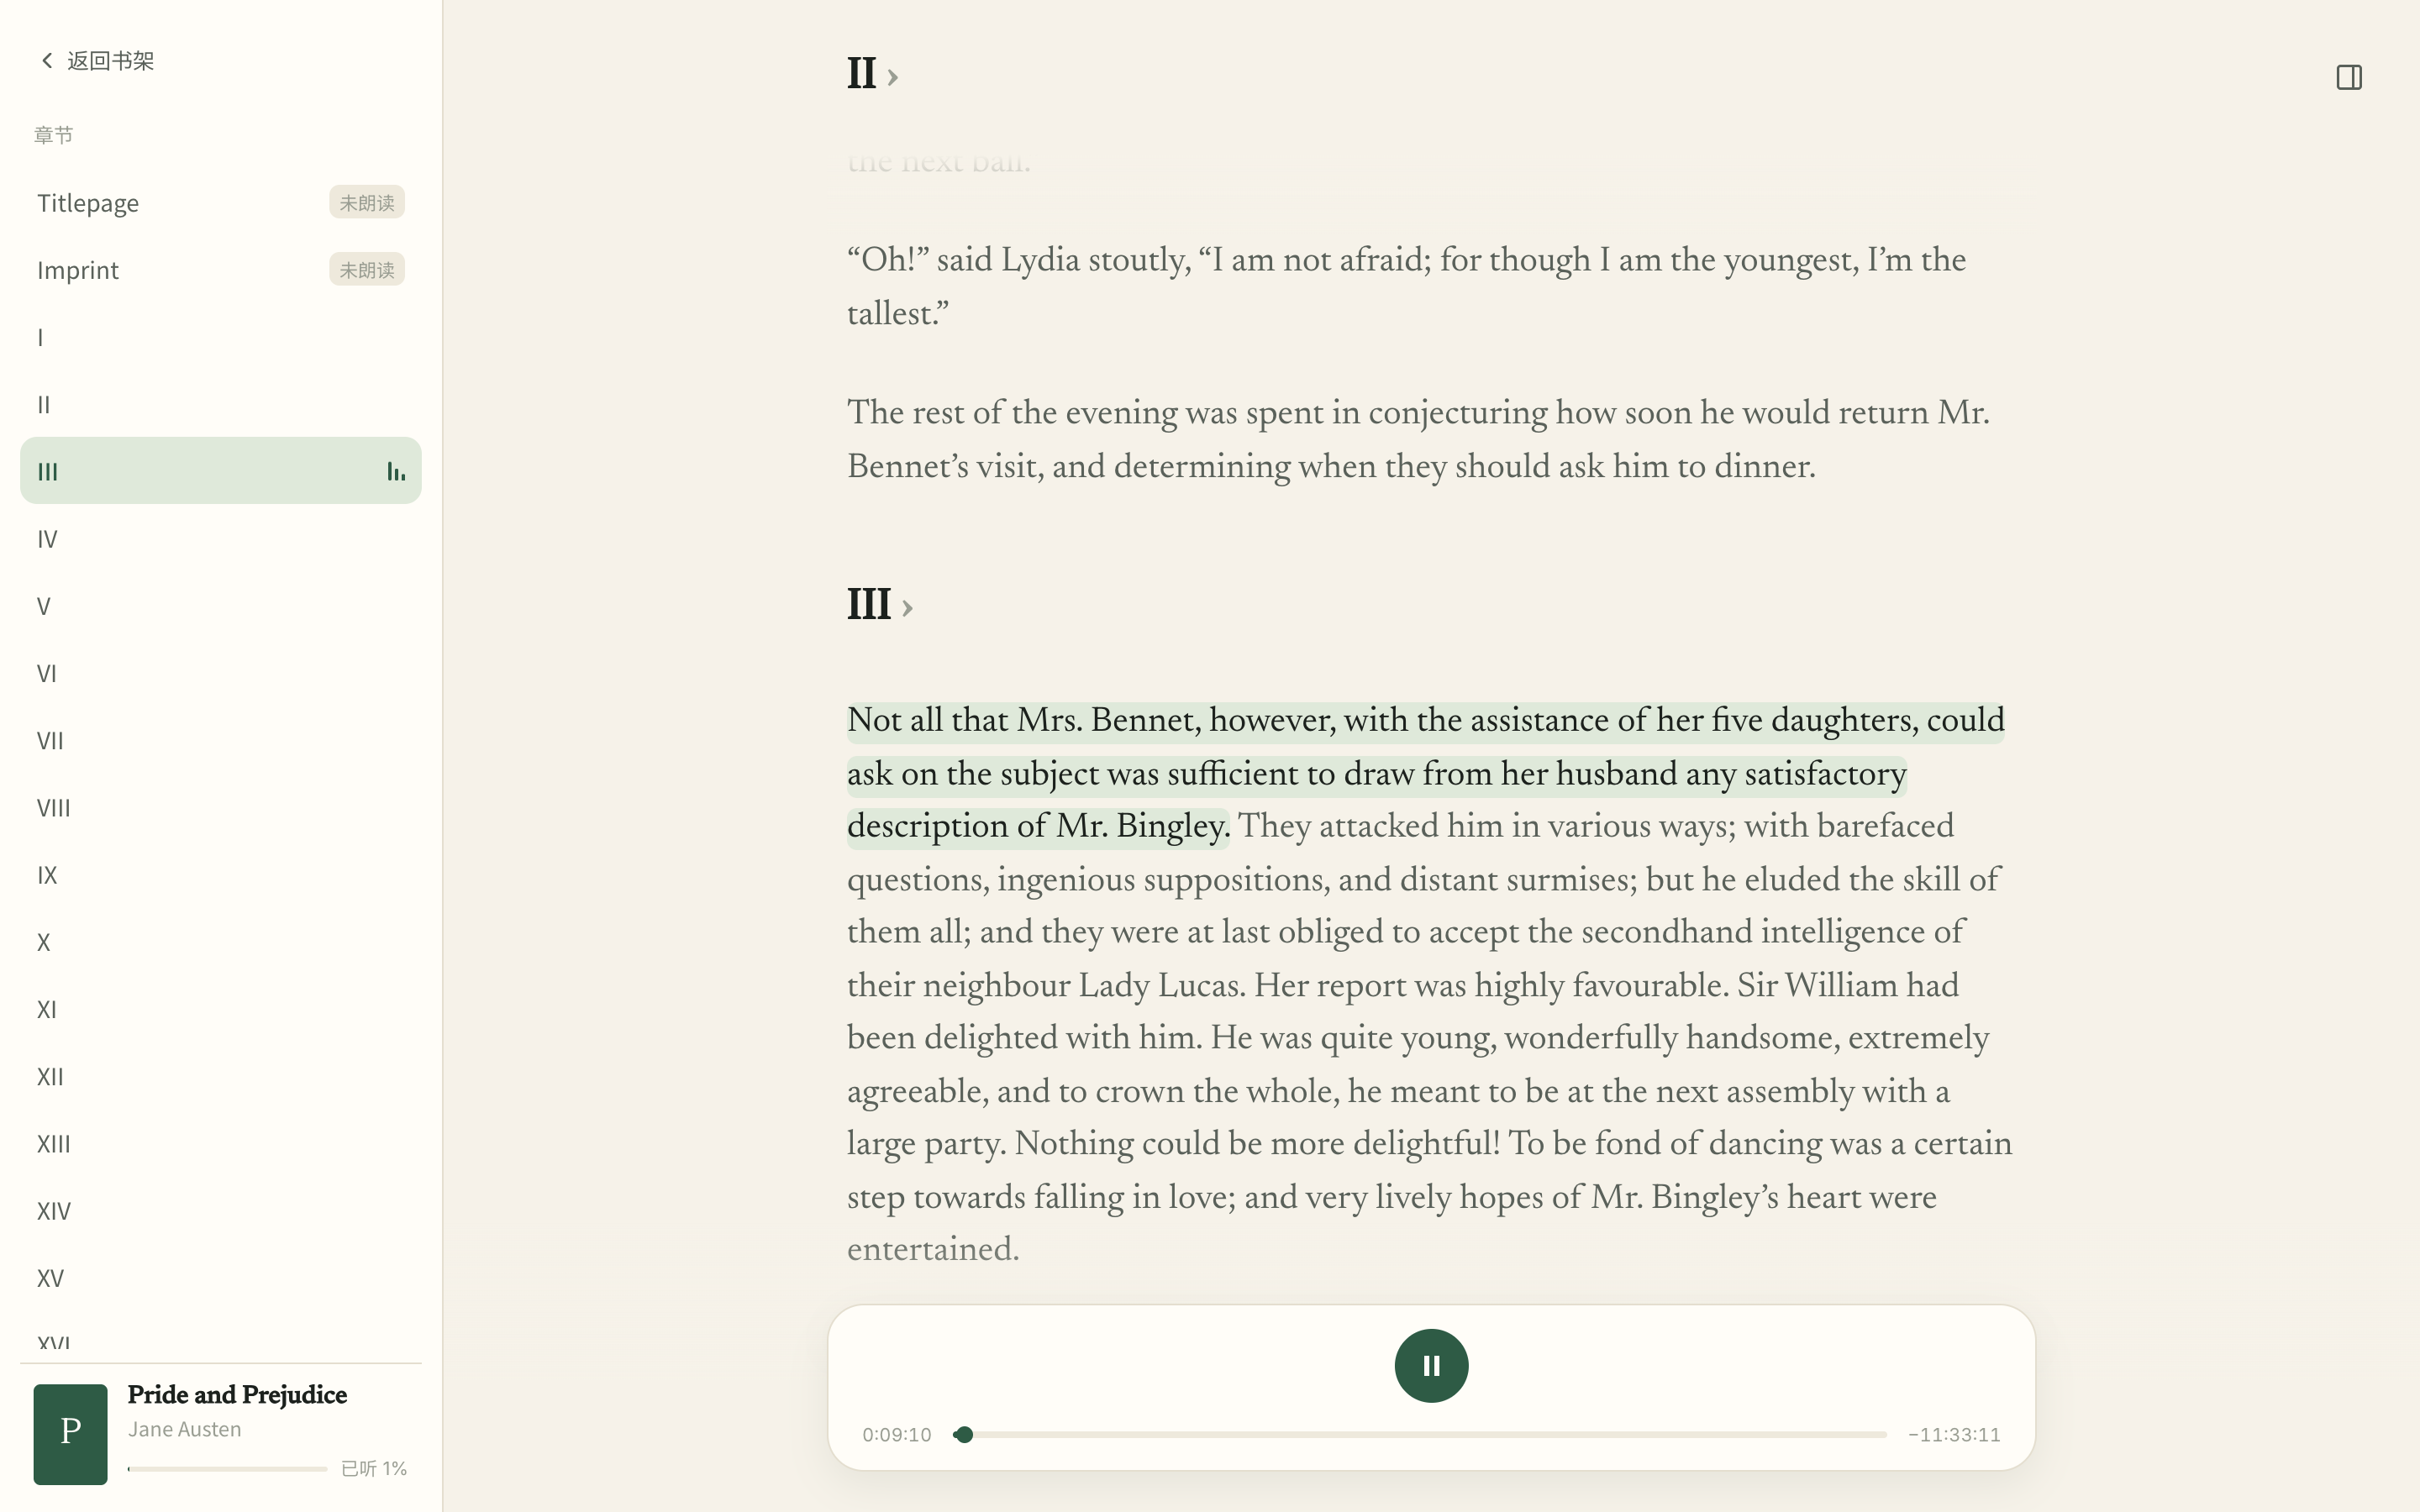 返回书架
章节
Titlepage 未朗读
Imprint 未朗读
I
II
III
IV
V
VI
VII
VIII
IX
X
XI
XII
XIII
XIV
XV
XVI
Pride and Prejudice
P
Jane Austen
已听 1%
II
the next ball.
“Oh!” said Lydia stoutly, “I am not afraid; for though I am the youngest, I’m the
tallest.”
The rest of the evening was spent in conjecturing how soon he would return Mr.
Bennet’s visit, and determining when they should ask him to dinner.
III
Not all that Mrs. Bennet, however, with the assistance of her five daughters, could
ask on the subject was sufficient to draw from her husband any satisfactory
description of Mr. Bingley. They attacked him in various ways; with barefaced
questions, ingenious suppositions, and distant surmises; but he eluded the skill of
them all; and they were at last obliged to accept the secondhand intelligence of
their neighbour Lady Lucas. Her report was highly favourable. Sir William had
been delighted with him. He was quite young, wonderfully handsome, extremely
agreeable, and to crown the whole, he meant to be at the next assembly with a
large party. Nothing could be more delightful! To be fond of dancing was a certain
step towards falling in love; and very lively hopes of Mr. Bingley’s heart were
entertained.
0:09:10
−11:33:11